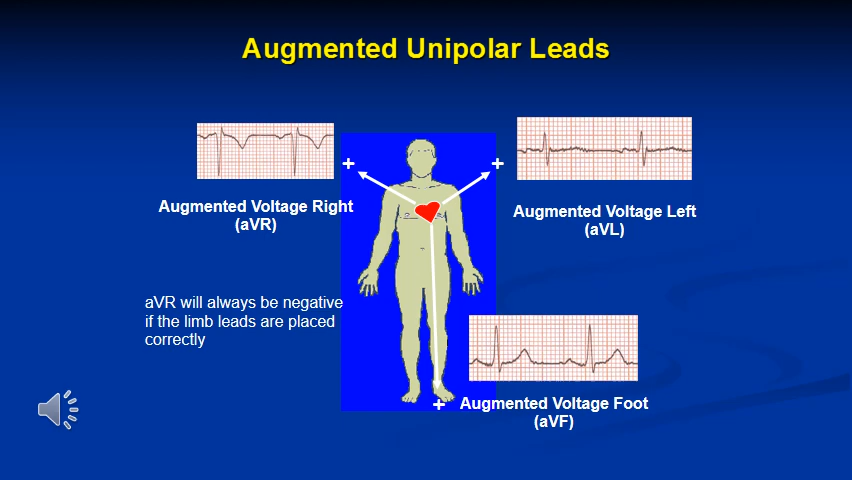 Augmented Unipolar Leads
+
+
Augmented Voltage Right
(aVR)
Augmented Voltage Left
(aVL)
aVR will always be negative
if the limb leads are placed
correctly
+
Augmented Voltage Foot
(aVF)